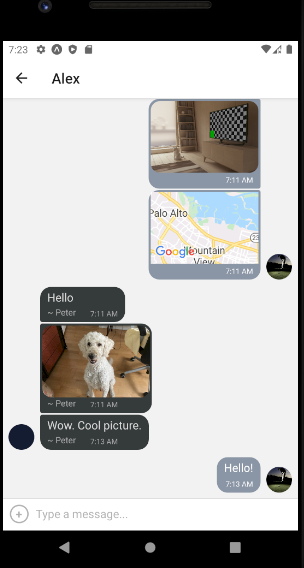 7:23
Alex
7:11 AM
Palo Alto
Google
Mountain
View
23
7:11 AM
Hello
~ Peter 7:11 AM
~ Peter 7:11 AM
Wow. Cool picture.
~ Peter 7:13 AM
Hello!
7:13 AM
Type a message...